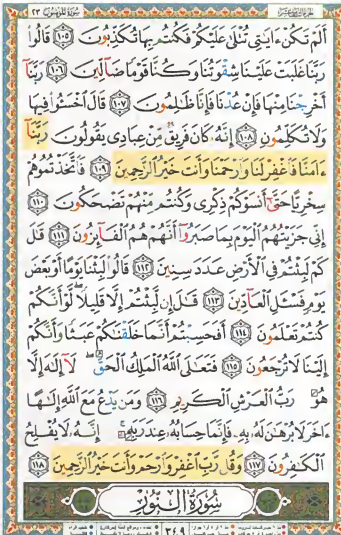 سورة المؤمنون ٢٣
أَلَمْ تَكُنْ ءَايَٰتِى تُتْلَىٰ عَلَيْكُمْ فَكُنتُم بِهَا تُكَذِّبُونَ ١٠٥ قَالُوا۟
رَبَّنَا غَلَبَتْ عَلَيْنَا شِقْوَتُنَا وَكُنَّا قَوْمًا ضَآلِّينَ ١٠٦ رَبَّنَآ
أَخْرِجْنَا مِنْهَا فَإِنْ عُدْنَا فَإِنَّا ظَٰلِمُونَ ١٠٧ قَالَ ٱخْسَـُٔوا۟ فِيهَا
وَلَا تُكَلِّمُونِ ١٠٨ إِنَّهُۥ كَانَ فَرِيقٌ مِّنْ عِبَادِى يَقُولُونَ رَبَّنَآ
ءَامَنَّا فَٱغْفِرْ لَنَا وَٱرْحَمْنَا وَأَنتَ خَيْرُ ٱلرَّٰحِمِينَ ١٠٩ فَٱتَّخَذْتُمُوهُمْ
سِخْرِيًّا حَتَّىٰٓ أَنسَوْكُمْ ذِكْرِى وَكُنتُم مِّنْهُمْ تَضْحَكُونَ ١١٠
إِنِّى جَزَيْتُهُمُ ٱلْيَوْمَ بِمَا صَبَرُوٓا۟ أَنَّهُمْ هُمُ ٱلْفَآئِزُونَ ١١١ قَٰلَ
كَمْ لَبِثْتُمْ فِى ٱلْأَرْضِ عَدَدَ سِنِينَ ١١٢ قَالُوا۟ لَبِثْنَا يَوْمًا أَوْ بَعْضَ
يَوْمٍ فَسْـَٔلِ ٱلْعَآدِّينَ ١١٣ قَٰلَ إِن لَّبِثْتُمْ إِلَّا قَلِيلًا لَّوْ أَنَّكُمْ
كُنتُمْ تَعْلَمُونَ ١١٤ أَفَحَسِبْتُمْ أَنَّمَا خَلَقْنَٰكُمْ عَبَثًا وَأَنَّكُمْ
إِلَيْنَا لَا تُرْجَعُونَ ١١٥ فَتَعَٰلَى ٱللَّهُ ٱلْمَلِكُ ٱلْحَقُّ لَآ إِلَٰهَ إِلَّا
هُوَ رَبُّ ٱلْعَرْشِ ٱلْكَرِيمِ ١١٦ وَمَن يَدْعُ مَعَ ٱللَّهِ إِلَٰهًا
ءَاخَرَ لَا بُرْهَٰنَ لَهُۥ بِهِۦ فَإِنَّمَا حِسَابُهُۥ عِندَ رَبِّهِۦٓ إِنَّهُۥ لَا يُفْلِحُ
ٱلْكَٰفِرُونَ ١١٧ وَقُل رَّبِّ ٱغْفِرْ وَٱرْحَمْ وَأَنتَ خَيْرُ ٱلرَّٰحِمِينَ ١١٨
سُورَةُ النُّورِ
٣٤٩